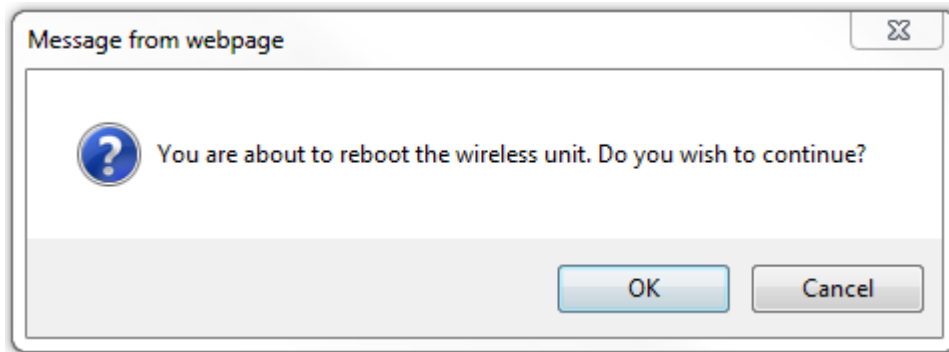 Message from webpage
You are about to reboot the wireless unit. Do you wish to continue?
OK
Cancel